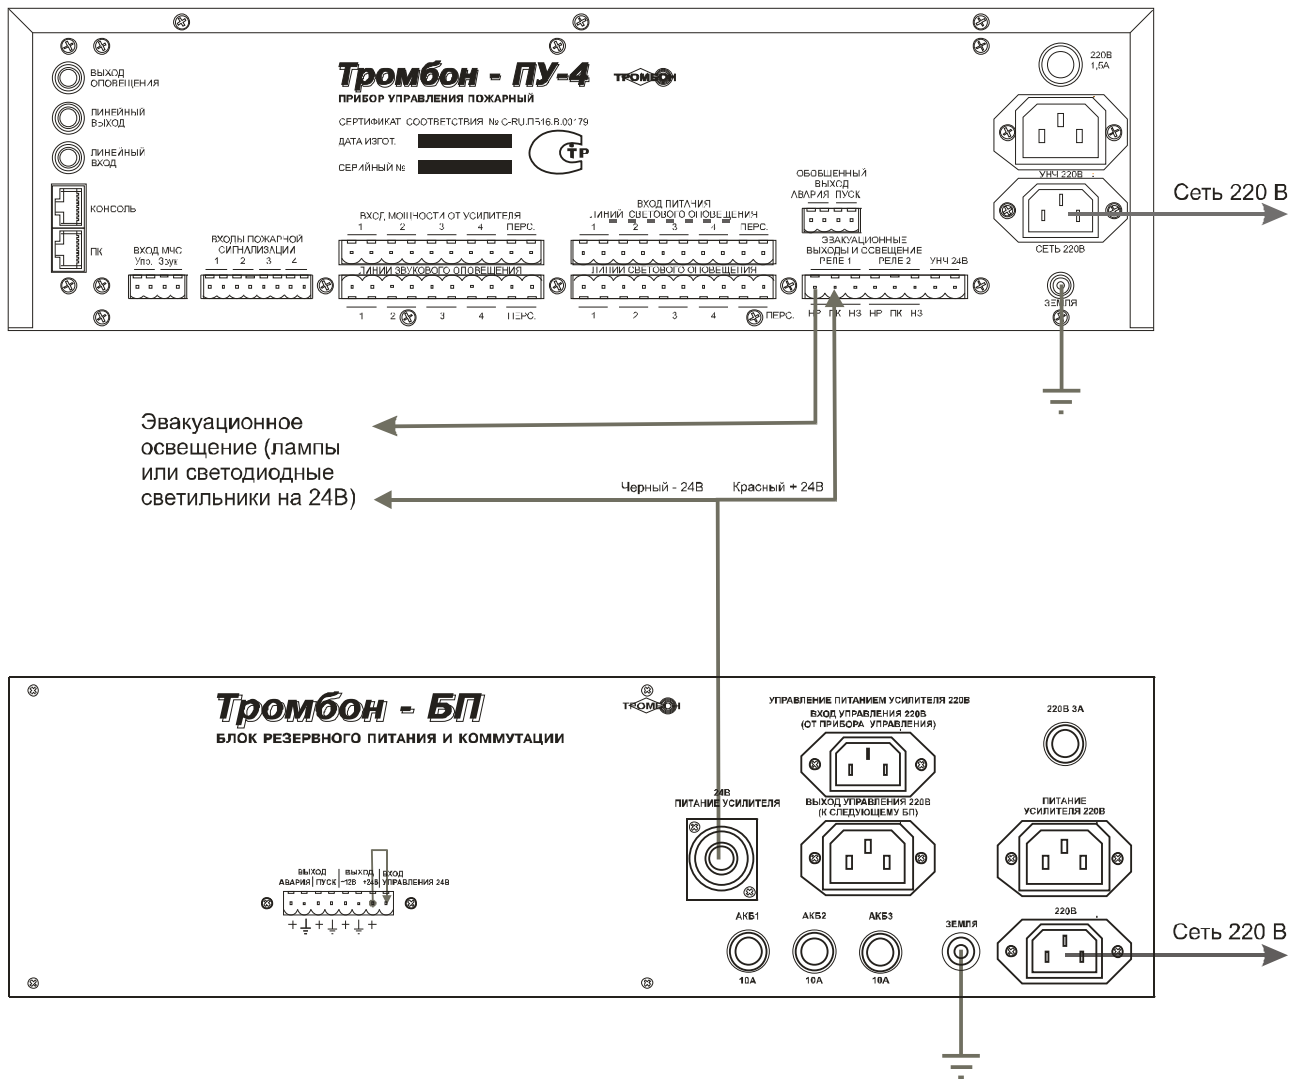 220В
1,5А
ВЫХОД
ОПОВЕЩЕНИЯ
Тромбон - ПУ-4
ТРОМБОН
ПРИБОР УПРАВЛЕНИЯ ПОЖАРНЫЙ
ЛИНЕЙНЫЙ
ВЫХОД
СЕРТИФИКАТ СООТВЕТСТВИЯ № C-RU.ПБ16.В.00179
ДАТА ИЗГОТ.
СЕРИЙНЫЙ №
ЛИНЕЙНЫЙ
ВХОД
УНЧ 220В
ОБОБЩЕННЫЙ
ВЫХОД
АВАРИЯ ПУСК
Сеть 220 В
КОНСОЛЬ
ПК
ВХОД МЧС
Упр. Звук
ВХОДЫ ПОЖАРНОЙ
СИГНАЛИЗАЦИИ
1 2 3 4
ВХОД МОЩНОСТИ ОТ УСИЛИТЕЛЯ
1 2 3 4 ПЕРС.
ЛИНИИ ЗВУКОВОГО ОПОВЕЩЕНИЯ
1 2 3 4 ПЕРС.
ВХОД ПИТАНИЯ
ЛИНИЙ СВЕТОВОГО ОПОВЕЩЕНИЯ
1 2 3 4 ПЕРС.
ЛИНИИ СВЕТОВОГО ОПОВЕЩЕНИЯ
1 2 3 4 ПЕРС.
ЭВАКУАЦИОННЫЕ
ВЫХОДЫ И ОСВЕЩЕНИЕ
РЕЛЕ 1 РЕЛЕ 2 УНЧ 24В
НР ПК НЗ НР ПК НЗ
СЕТЬ 220В
ЗЕМЛЯ
Эвакуационное
освещение (лампы
или светодиодные
светильники на 24В)
Черный - 24В Красный + 24В
Тромбон - БП
ТРОМБОН
БЛОК РЕЗЕРВНОГО ПИТАНИЯ И КОММУТАЦИИ
УПРАВЛЕНИЕ ПИТАНИЕМ УСИЛИТЕЛЯ 220В
ВХОД УПРАВЛЕНИЯ 220В
(ОТ ПРИБОРА УПРАВЛЕНИЯ)
220В 3А
24В
ПИТАНИЕ УСИЛИТЕЛЯ
ВЫХОД УПРАВЛЕНИЯ 220В
(К СЛЕДУЮЩЕМУ БП)
ПИТАНИЕ
УСИЛИТЕЛЯ 220В
ВЫХОД ВЫХОД ВХОД
АВАРИЯ ПУСК ~12В +24В УПРАВЛЕНИЯ 24В
+ + + +
АКБ1 АКБ2 АКБ3
10А 10А 10А
ЗЕМЛЯ
220В
Сеть 220 В